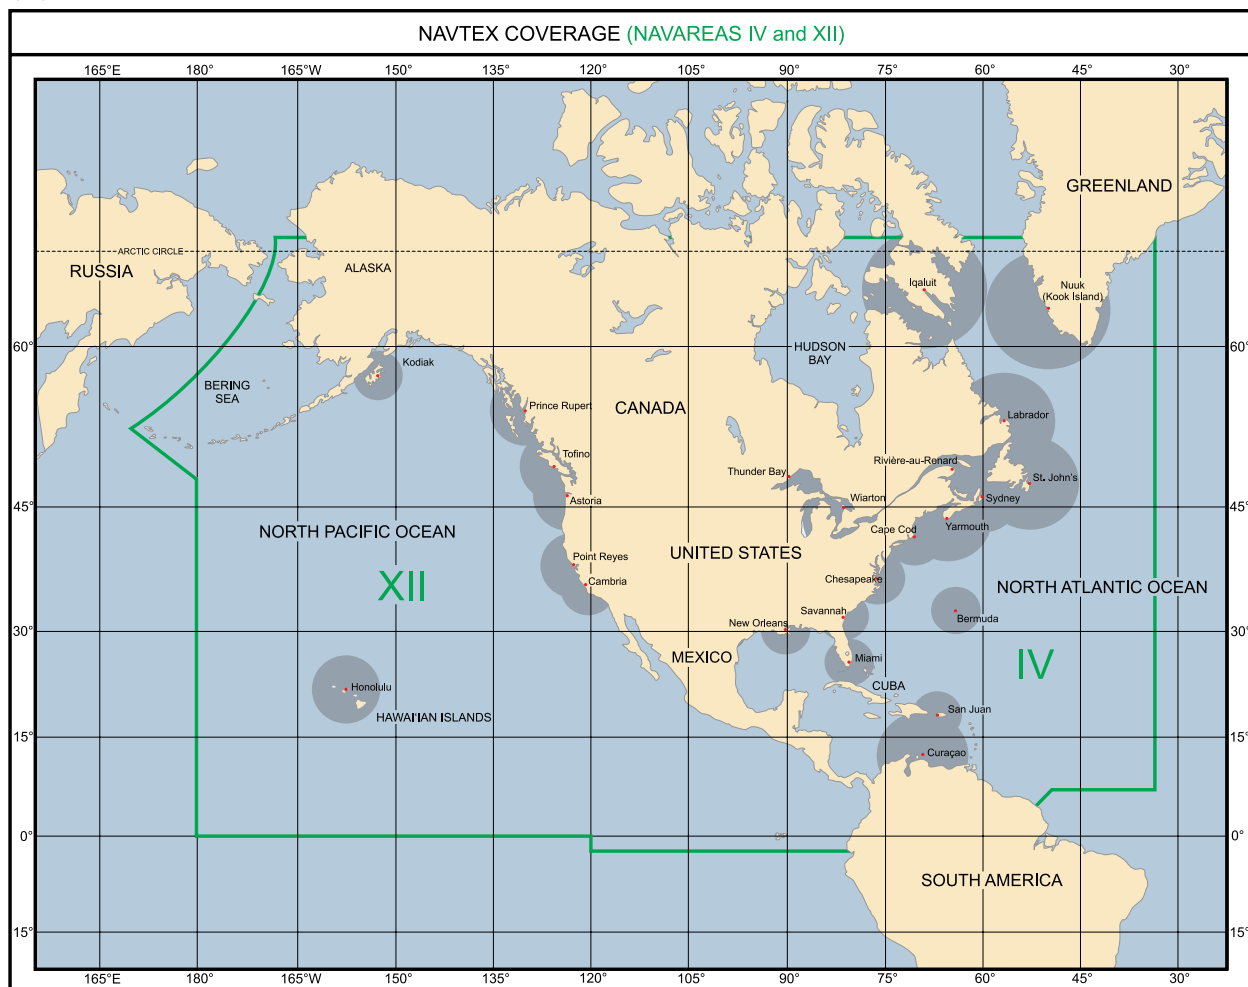 NAVTEX COVERAGE (NAVAREAS IV and XII)
165°E 180° 165°W 150° 135° 120° 105° 90° 75° 60° 45° 30°
GREENLAND
ARCTIC CIRCLE
RUSSIA
ALASKA
Iqaluit
Nuuk
(Kook Island)
60° 60°
HUDSON
BAY
Kodiak
BERING
SEA
Prince Rupert
CANADA
Labrador
Tofino
Thunder Bay
Rivière-au-Renard
St. John's
Astoria
Wiarton
Sydney
45° 45°
Cape Cod
Yarmouth
NORTH PACIFIC OCEAN
UNITED STATES
Point Reyes
Cambria
Chesapeake
XII
NORTH ATLANTIC OCEAN
Savannah
Bermuda
New Orleans
30° 30°
MEXICO
Miami
IV
Honolulu
CUBA
HAWAI'IAN ISLANDS
San Juan
15° 15°
Curaçao
0° 0°
SOUTH AMERICA
15° 15°
165°E 180° 165°W 150° 135° 120° 105° 90° 75° 60° 45° 30°